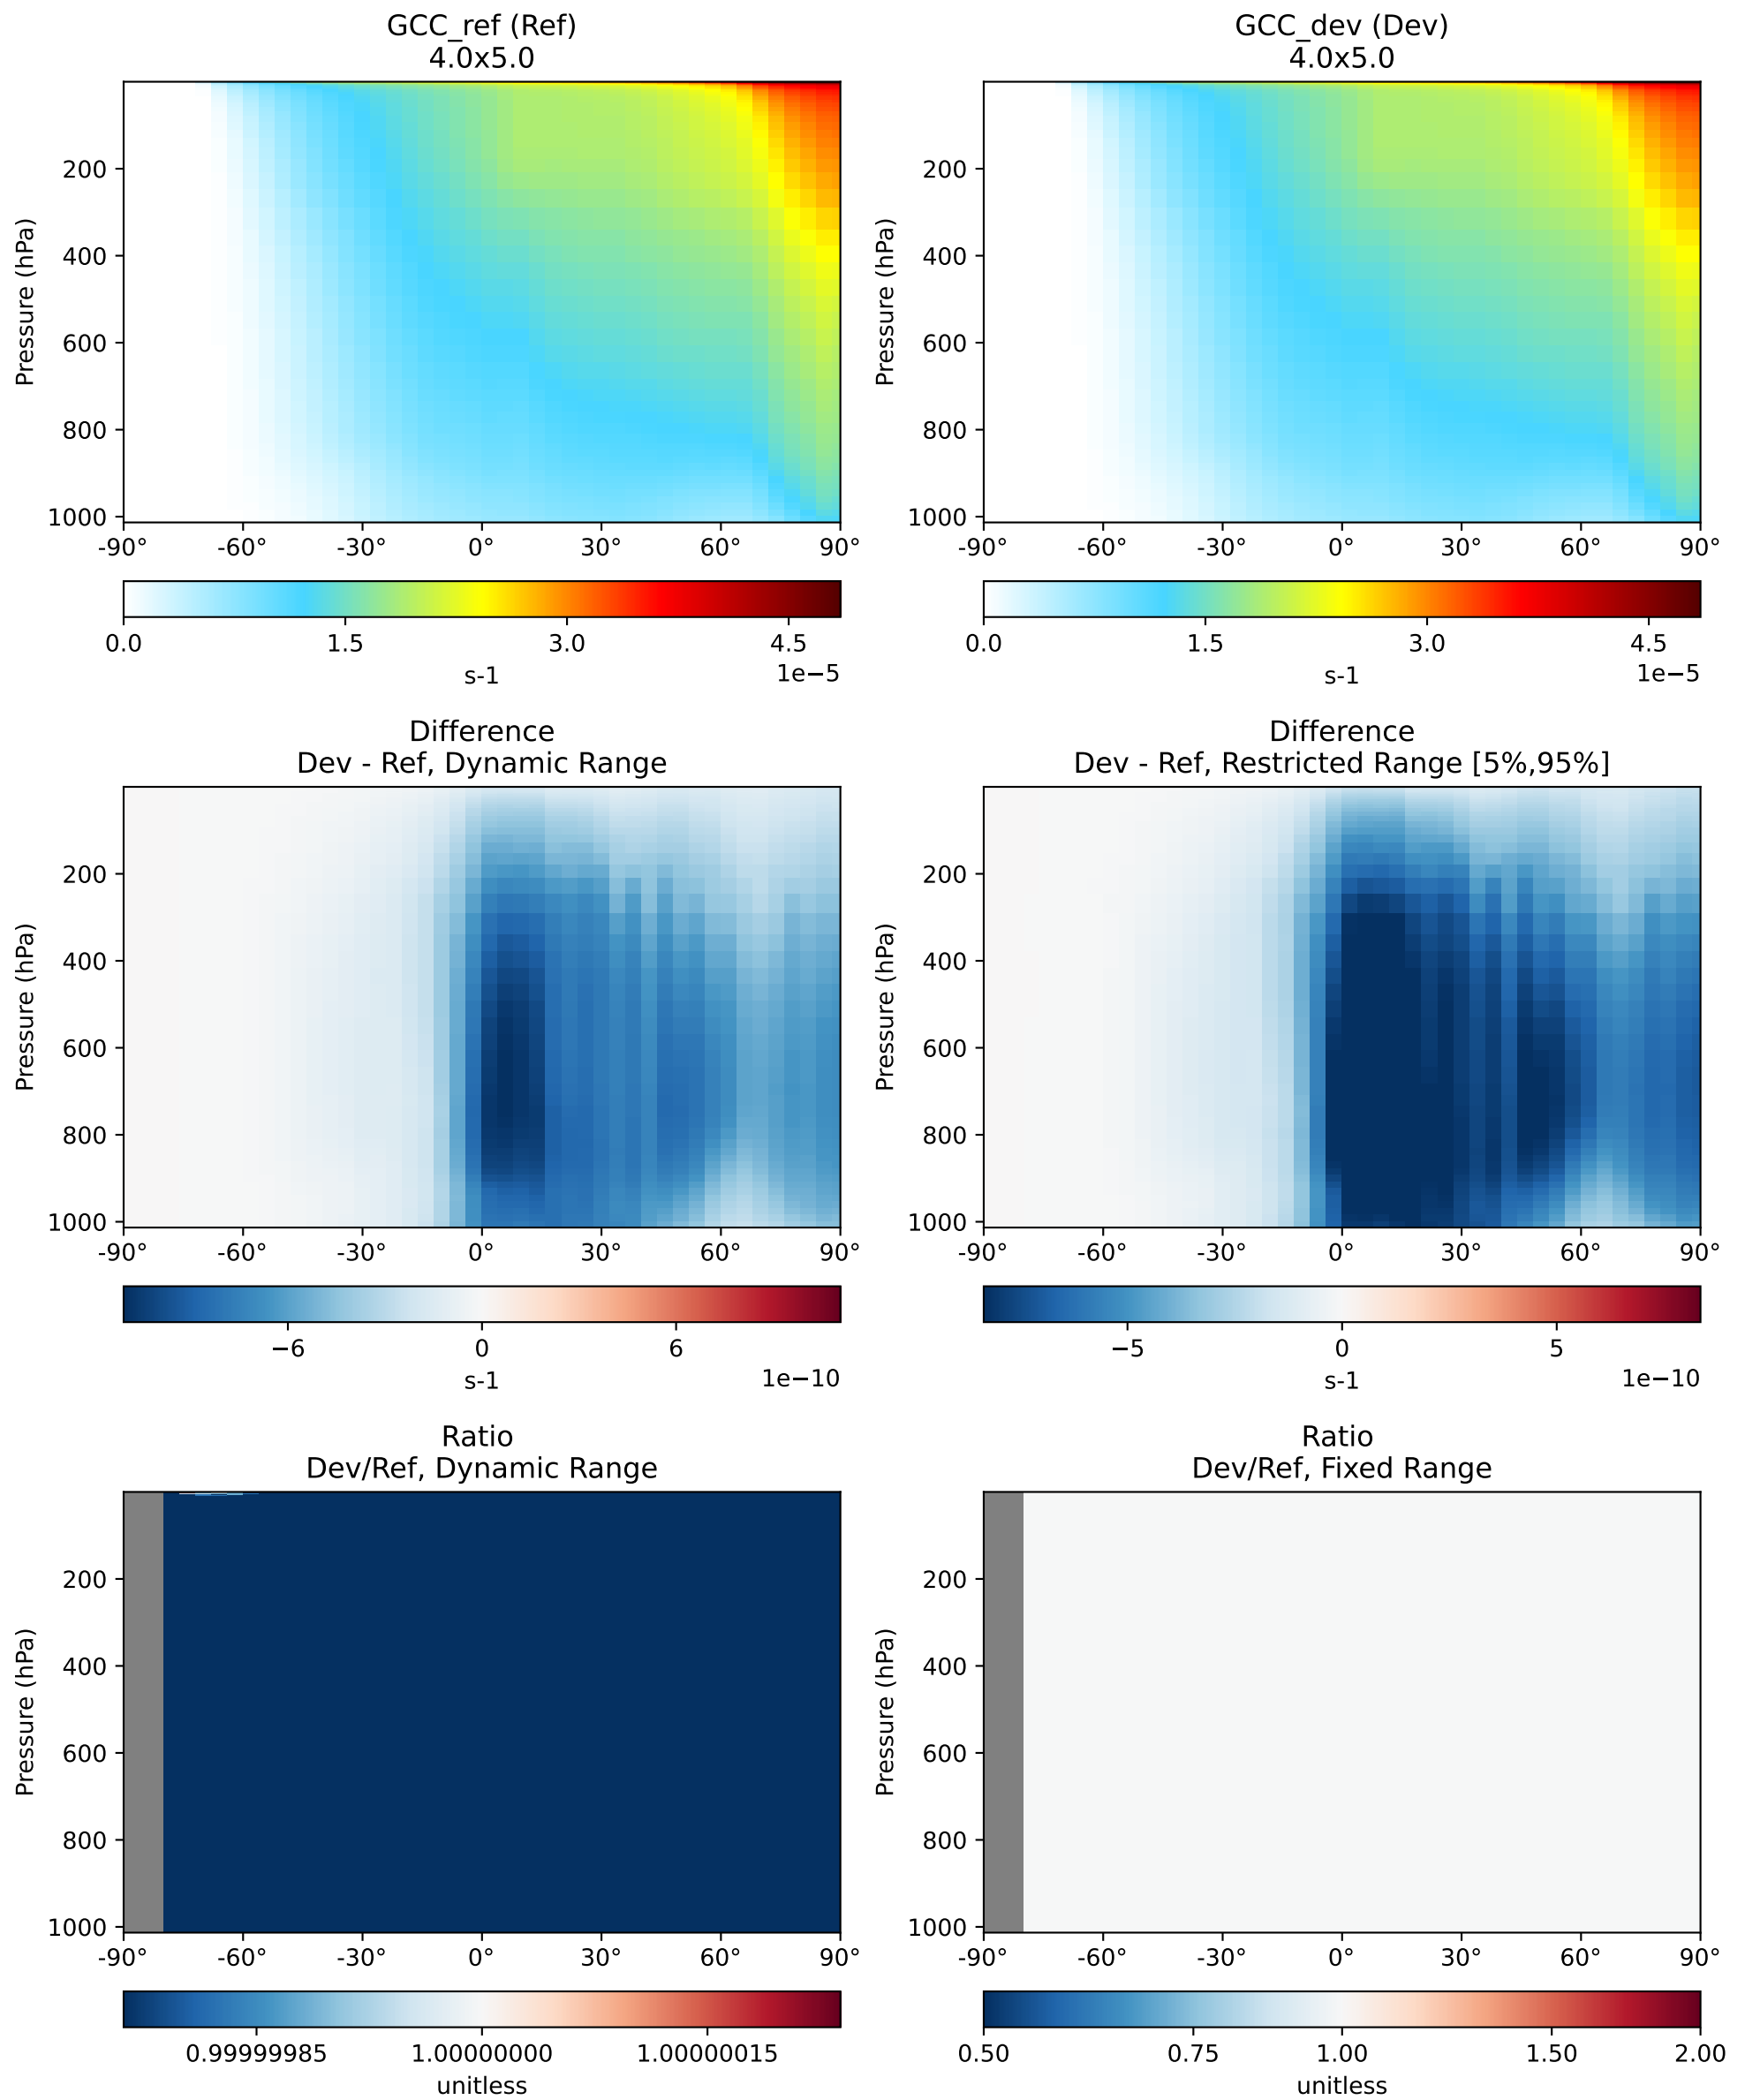 GCC_ref (Ref)
4.0x5.0
Pressure (hPa)
200
400
600
800
1000
-90° -60° -30° 0° 30° 60° 90°
0.0 1.5 3.0 4.5
1e−5
s-1
GCC_dev (Dev)
4.0x5.0
Pressure (hPa)
200
400
600
800
1000
-90° -60° -30° 0° 30° 60° 90°
0.0 1.5 3.0 4.5
1e−5
s-1
Difference
Dev - Ref, Dynamic Range
Pressure (hPa)
200
400
600
800
1000
-90° -60° -30° 0° 30° 60° 90°
−6 0 6
1e−10
s-1
Difference
Dev - Ref, Restricted Range [5%,95%]
Pressure (hPa)
200
400
600
800
1000
-90° -60° -30° 0° 30° 60° 90°
−5 0 5
1e−10
s-1
Ratio
Dev/Ref, Dynamic Range
Pressure (hPa)
200
400
600
800
1000
-90° -60° -30° 0° 30° 60° 90°
0.99999985 1.00000000 1.00000015
unitless
Ratio
Dev/Ref, Fixed Range
Pressure (hPa)
200
400
600
800
1000
-90° -60° -30° 0° 30° 60° 90°
0.50 0.75 1.00 1.50 2.00
unitless